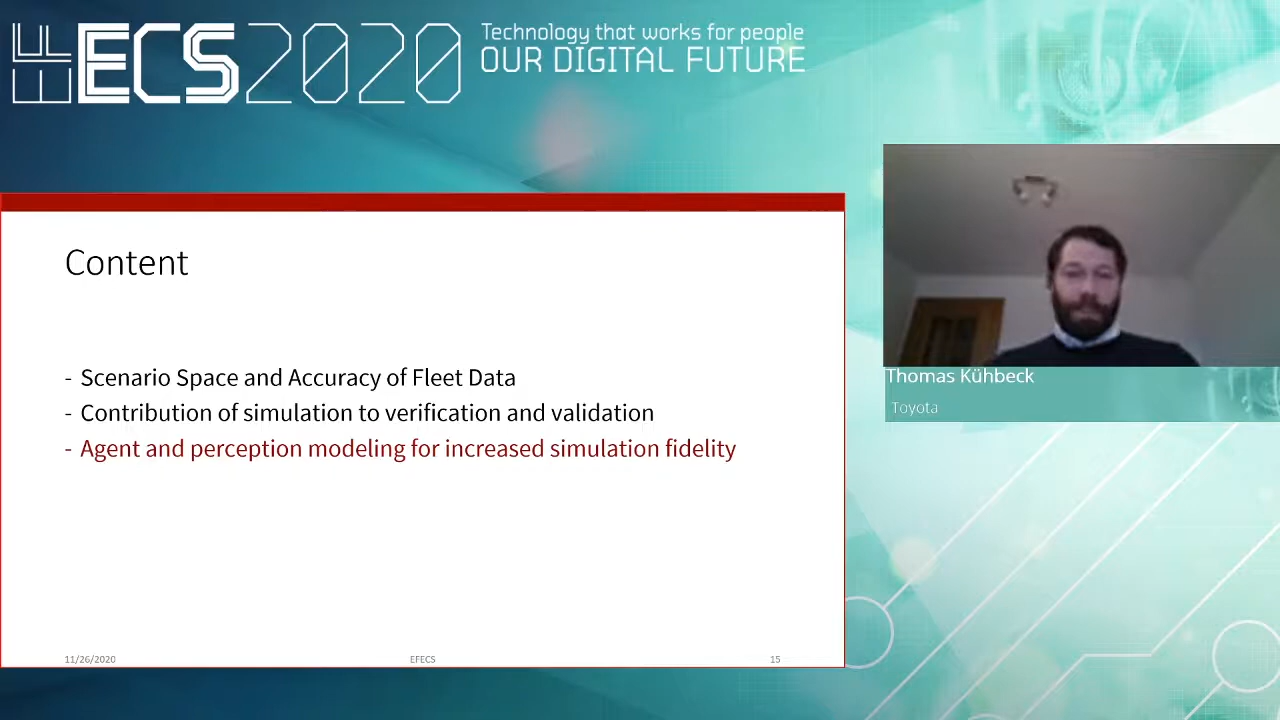 EFECS2020
Technology that works for people
OUR DIGITAL FUTURE
Content
- Scenario Space and Accuracy of Fleet Data
- Contribution of simulation to verification and validation
- Agent and perception modeling for increased simulation fidelity
11/26/2020 EFECS 15
Thomas Kühbeck
Toyota